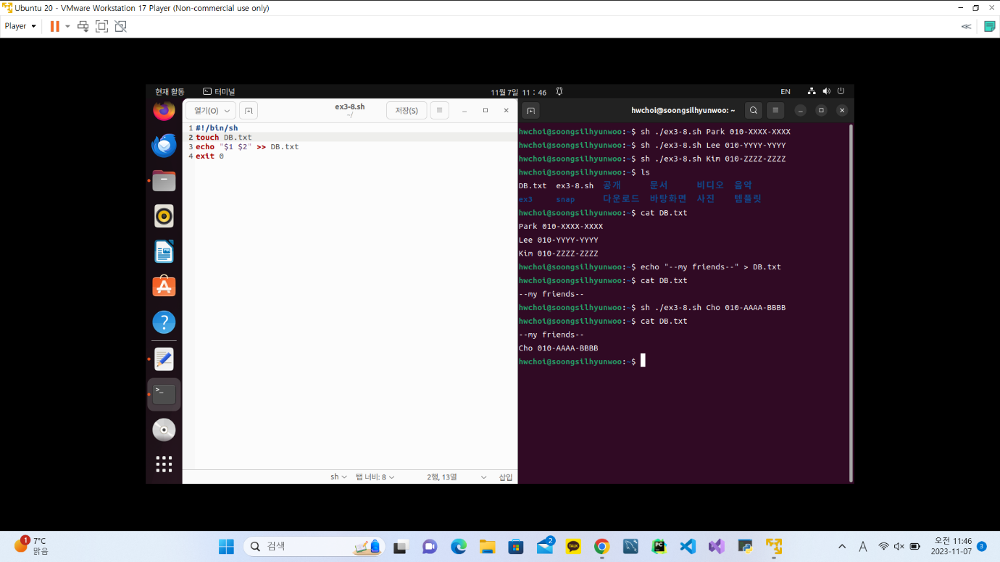 Ubuntu 20 - VMware Workstation 17 Player (Non-commercial use only)
Player
현재 활동
터미널
11월 7일 11 : 46
EN
열기(O)
ex3-8.sh
~/
저장(S)
hwchoi@soongsilhyunwoo: ~
1 #!/bin/sh
2 touch DB.txt
3 echo "$1 $2" >> DB.txt
4 exit 0
sh
탭 너비: 8
2행, 13열
삽입
hwchoi@soongsilhyunwoo:~$ sh ./ex3-8.sh Park 010-XXXX-XXXX
hwchoi@soongsilhyunwoo:~$ sh ./ex3-8.sh Lee 010-YYYY-YYYY
hwchoi@soongsilhyunwoo:~$ sh ./ex3-8.sh Kim 010-ZZZZ-ZZZZ
hwchoi@soongsilhyunwoo:~$ ls
DB.txt ex3-8.sh 공개 문서 비디오 음악
ex3 snap 다운로드 바탕화면 사진 템플릿
hwchoi@soongsilhyunwoo:~$ cat DB.txt
Park 010-XXXX-XXXX
Lee 010-YYYY-YYYY
Kim 010-ZZZZ-ZZZZ
hwchoi@soongsilhyunwoo:~$ echo "--my friends--" > DB.txt
hwchoi@soongsilhyunwoo:~$ cat DB.txt
--my friends--
hwchoi@soongsilhyunwoo:~$ sh ./ex3-8.sh Cho 010-AAAA-BBBB
hwchoi@soongsilhyunwoo:~$ cat DB.txt
--my friends--
Cho 010-AAAA-BBBB
hwchoi@soongsilhyunwoo:~$
1
7°C
맑음
검색
2
TALK
PC
A
오전 11:46
2023-11-07
3